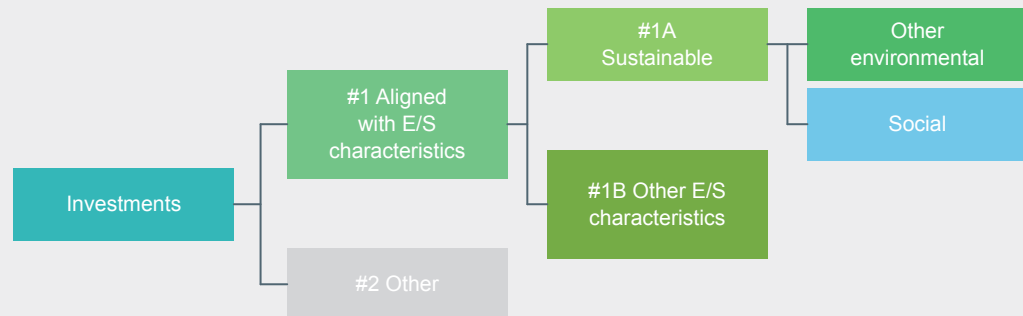 #1A
Sustainable
Other
environmental
#1 Aligned
with E/S
characteristics
Social
Investments
#1B Other E/S
characteristics
#2 Other